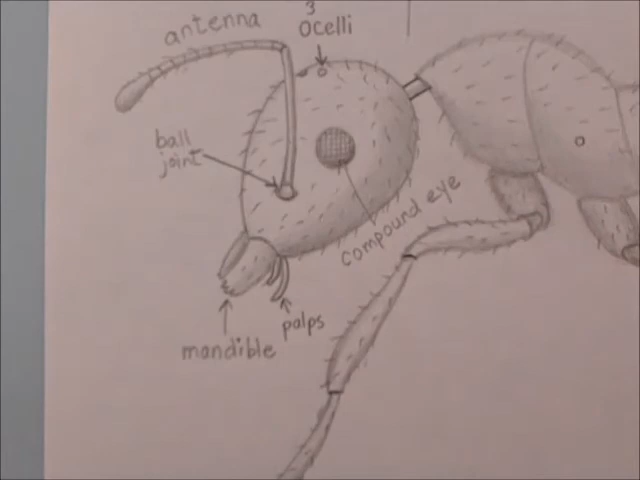 antenna
3
ocelli
ball
joint
compound eye
palps
mandible